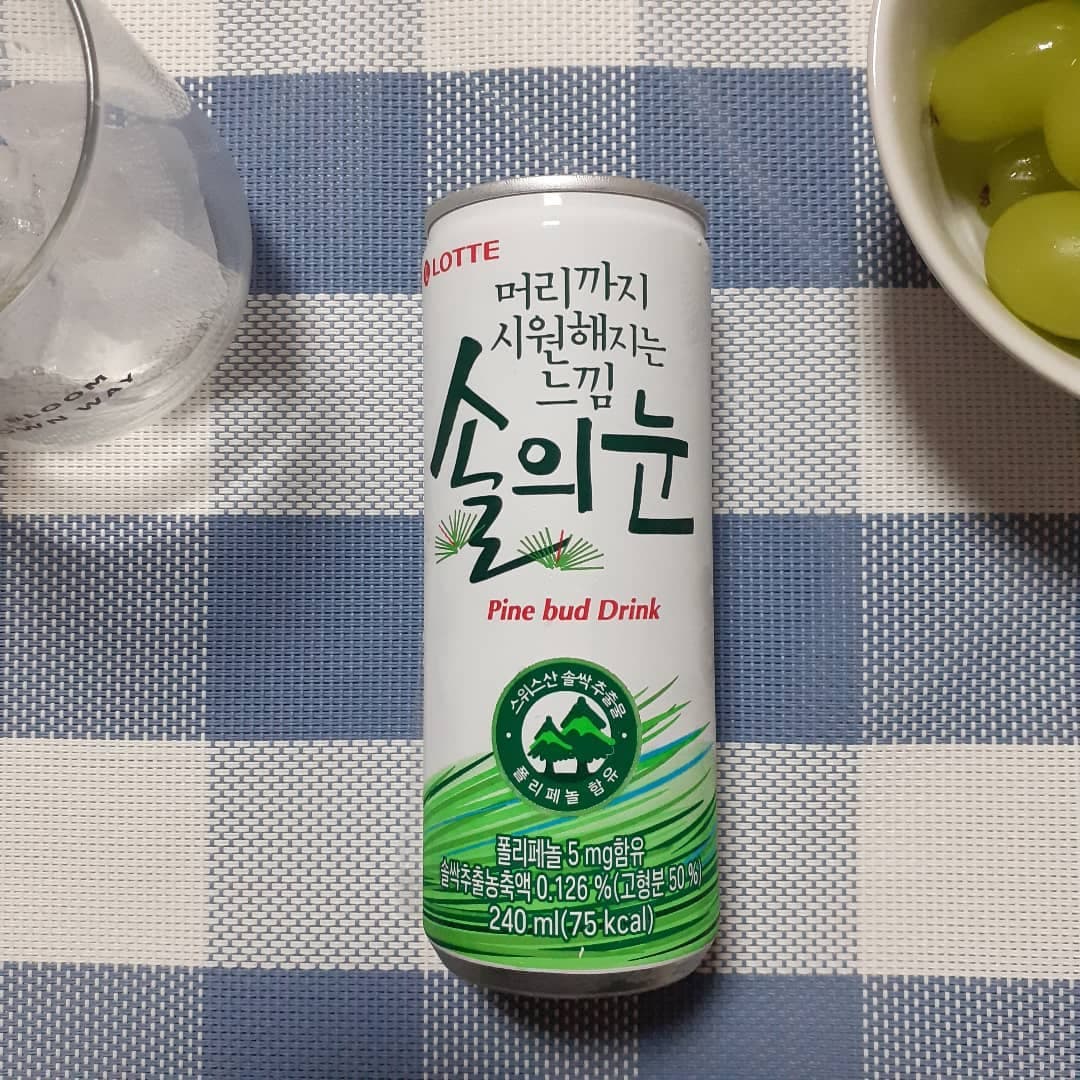 LOTTE
머리까지
시원해지는
느낌
솔의눈
Pine bud Drink
스위스산 솔싹추출물
폴리페놀 함유
폴리페놀 5 mg함유
솔싹추출농축액 0.126 %(고형분 50 %)
240 ml(75 kcal)
BLOOM
WN WAY